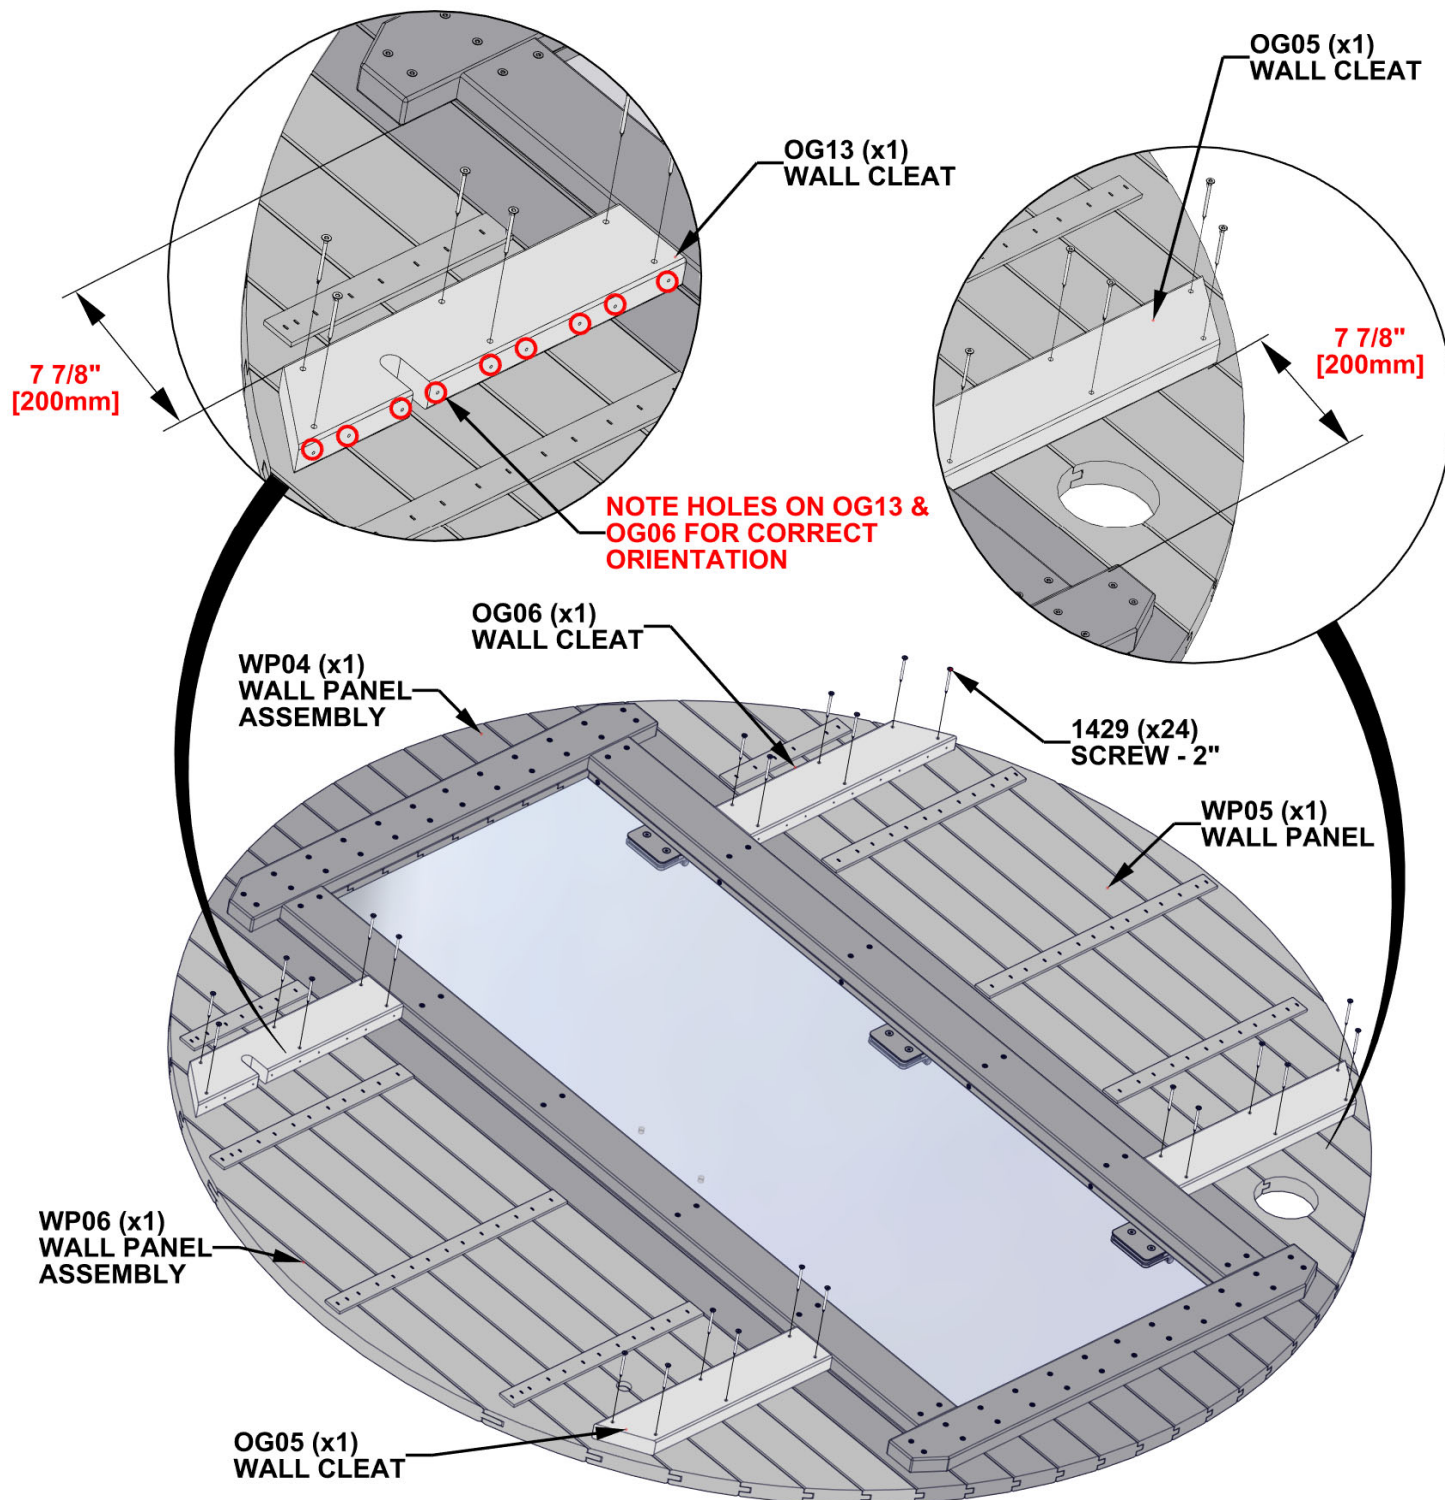 OG05 (x1)
WALL CLEAT
OG13 (x1)
WALL CLEAT
7 7/8"
[200mm]
7 7/8"
[200mm]
NOTE HOLES ON OG13 &
OG06 FOR CORRECT
ORIENTATION
OG06 (x1)
WALL CLEAT
WP04 (x1)
WALL PANEL
ASSEMBLY
1429 (x24)
SCREW - 2"
WP05 (x1)
WALL PANEL
WP06 (x1)
WALL PANEL
ASSEMBLY
OG05 (x1)
WALL CLEAT